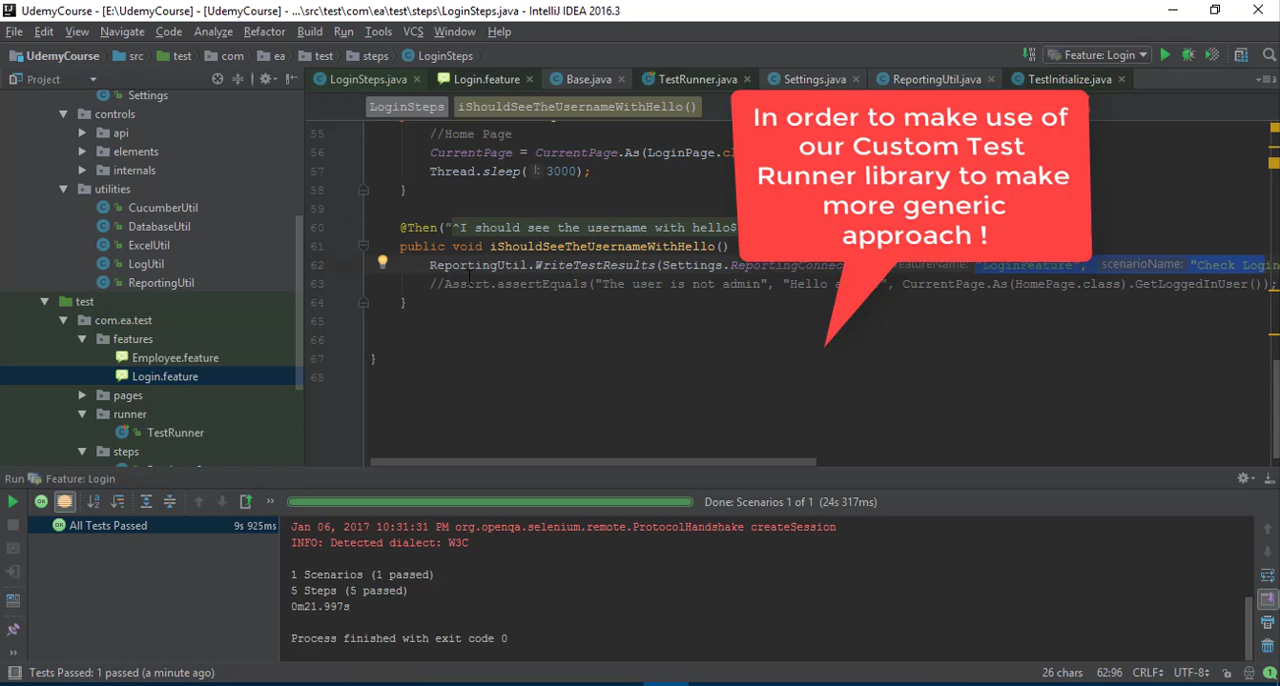 UdemyCourse - [E:\UdemyCourse] - [UdemyCourse] - ...\src\test\com\ea\test\steps\LoginSteps.java - IntelliJ IDEA 2016.3
File Edit View Navigate Code Analyze Refactor Build Run Tools VCS Window Help
UdemyCourse src test com ea test steps LoginSteps Feature: Login
Project LoginSteps.java Login.feature Base.java TestRunner.java Settings.java ReportingUtil.java TestInitialize.java
Settings
controls
api
elements
internals
utilities
CucumberUtil
DatabaseUtil
ExcelUtil
LogUtil
ReportingUtil
test
com.ea.test
features
Employee.feature
Login.feature
pages
runner
TestRunner
steps
LoginSteps iShouldSeeTheUsernameWithHello()
55 //Home Page
56 CurrentPage = CurrentPage.As(LoginPage.
57 Thread.sleep( 3000);
58 }
59
60 @Then("^I should see the username with hello$
61 public void iShouldSeeTheUsernameWithHello()
62 ReportingUtil.WriteTestResults(Settings.ReportingConnec "LoginFeature", scenarioName: "Check Login
63 //Assert.assertEquals("The user is not admin", "Hello CurrentPage.As(HomePage.class).GetLoggedInUser());
64 }
65
66
67 }
68
In order to make use of
our Custom Test
Runner library to make
more generic
approach !
Run Feature: Login
Done: Scenarios 1 of 1 (24s 317ms)
All Tests Passed 9s 925ms
Jan 06, 2017 10:31:31 PM org.openqa.selenium.remote.ProtocolHandshake createSession
INFO: Detected dialect: W3C
1 Scenarios (1 passed)
5 Steps (5 passed)
0m21.997s
Process finished with exit code 0
Tests Passed: 1 passed (a minute ago) 26 chars 62:96 CRLF UTF-8 1